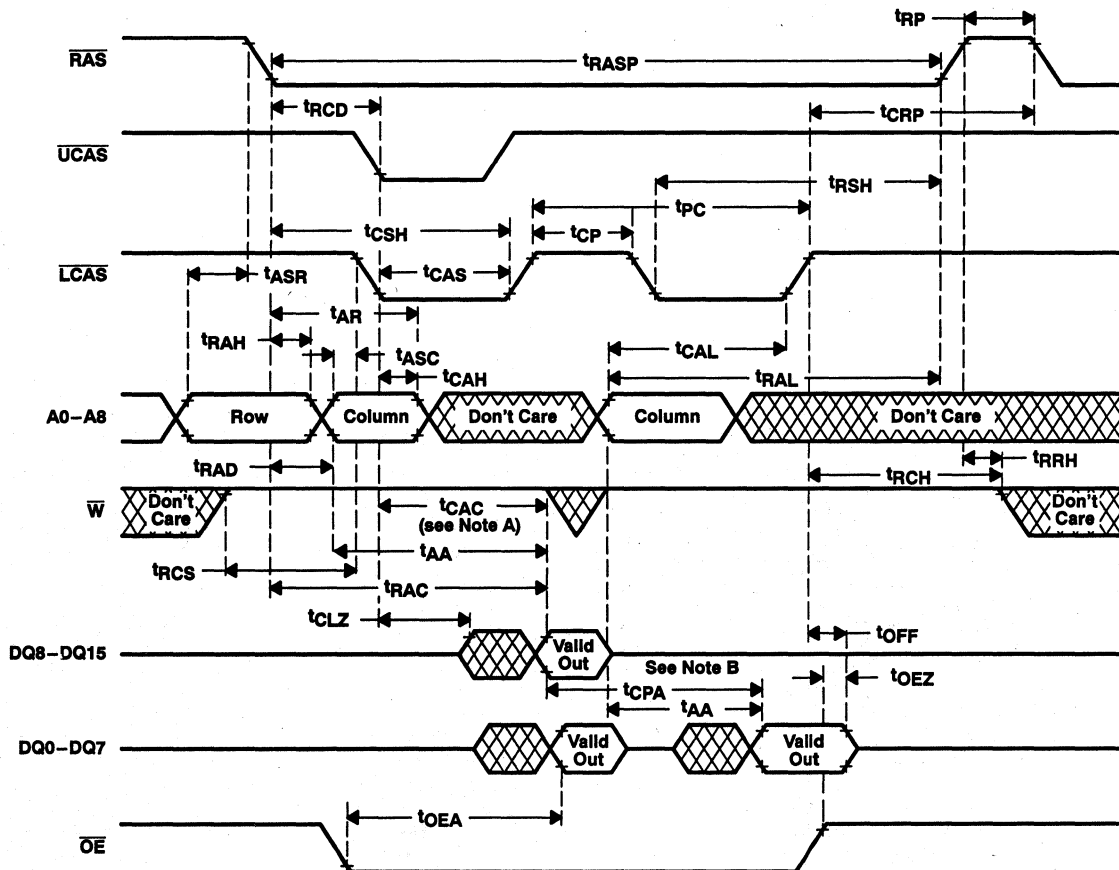 tRP
RAS
tRASP
tRCD
tCRP
UCAS
tRSH
tPC
tCSH
tCP
LCAS
tASR
tCAS
tAR
tRAH
tASC
tCAL
tCAH
tRAL
A0–A8
Row
Column
Don't Care
Column
Don't Care
tRAD
tRRH
tRCH
W
Don't
Care
tCAC
(see Note A)
Don't
Care
tAA
tRCS
tRAC
tCLZ
tOFF
DQ8–DQ15
Valid
Out
See Note B
tCPA
tOEZ
tAA
DQ0–DQ7
Valid
Out
Valid
Out
tOEA
OE